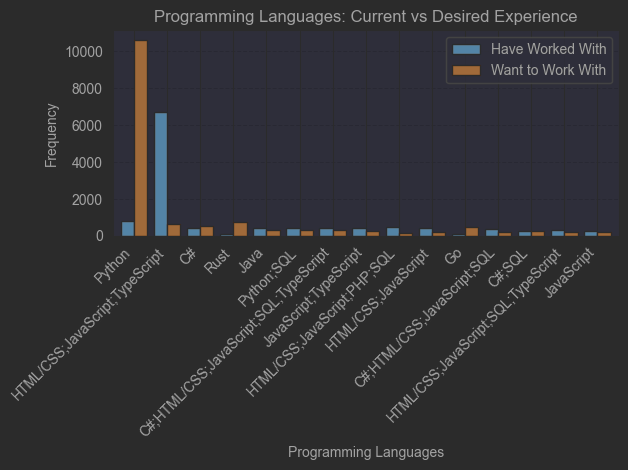 Programming Languages: Current vs Desired Experience
Have Worked With
Want to Work With
Frequency
10000
8000
6000
4000
2000
0
Python
HTML/CSS;JavaScript;TypeScript
C#
Rust
Java
Python;SQL
C#;HTML/CSS;JavaScript;SQL;TypeScript
JavaScript;TypeScript
HTML/CSS;JavaScript;PHP;SQL
HTML/CSS;JavaScript
Go
C#;HTML/CSS;JavaScript;SQL
C#;SQL
HTML/CSS;JavaScript;SQL;TypeScript
JavaScript
Programming Languages